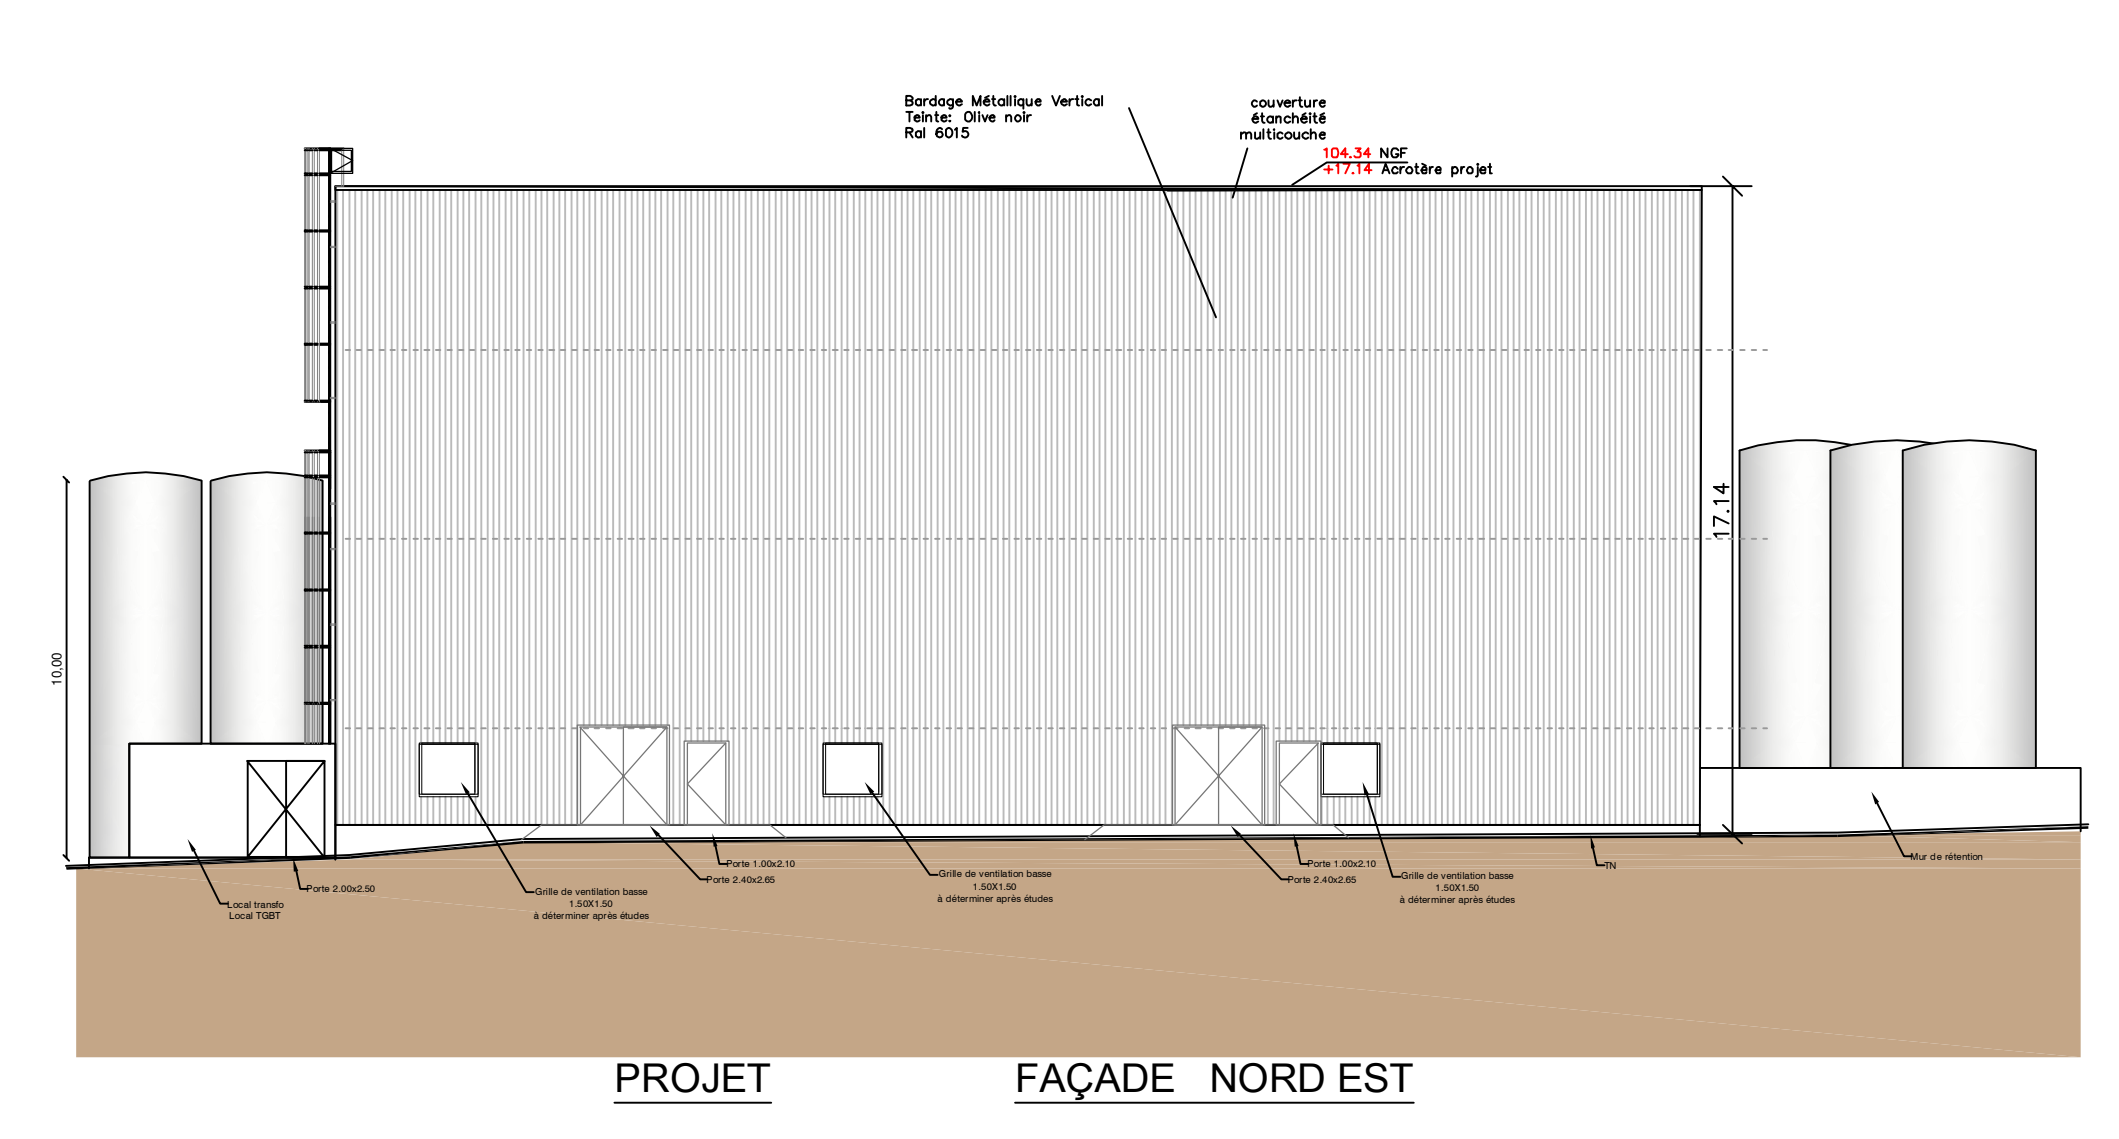 Bardage Métallique Vertical
Teinte: Olive noir
Ral 6015
couverture
étanchéité
multicouche
104.34 NGF
+17.14 Acrotère projet
17.14
10,00
Porte 2.00x2.50
Local transfo
Local TGBT
Grille de ventilation basse
1.50X1.50
à déterminer après études
Porte 1.00x2.10
Porte 2.40x2.65
Grille de ventilation basse
1.50X1.50
à déterminer après études
Porte 1.00x2.10
Porte 2.40x2.65
Grille de ventilation basse
1.50X1.50
à déterminer après études
TN
Mur de rétention
PROJET FAÇADE NORD EST